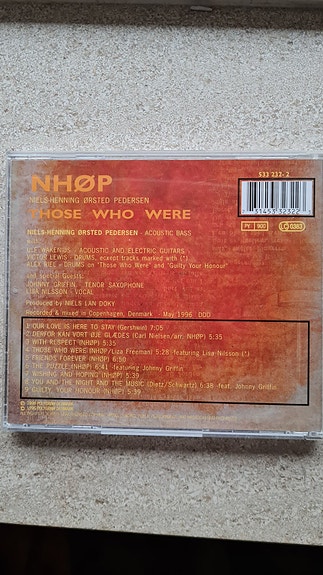 533 232-2
NHØP
NIELS-HENNING ØRSTED PEDERSEN
THOSE WHO WERE
PY 900
LC 0383
NIELS-HENNING ØRSTED PEDERSEN - ACOUSTIC BASS
ULF WAKENIUS - ACOUSTIC AND ELECTRIC GUITARS
VICTOR LEWIS - DRUMS, except tracks marked with (*)
ALEX RIEL - DRUMS on "Those Who Were" and "Guilty Your Honour"
and Special Guests:
JOHNNY GRIFFIN, TENOR SAXOPHONE
LISA NILSSON - VOCAL
Produced by NIELS LAN DOKY
Recorded & mixed in Copenhagen, Denmark - May, 1996 DDD
1 OUR LOVE IS HERE TO STAY (Gershwin) 7:05
2 DERFOR KAN VORT ØJE GLÆDES (Carl Nielsen/arr. NHØP) 5:35
3 WITH RESPECT (NHØP) 5:35
4 THOSE WHO WERE (NHØP/Liza Freeman) 5:28 featuring Lisa Nilsson (*)
5 FRIENDS FOREVER (NHØP) 6:50
6 THE PUZZLE (NHØP) 6:41 featuring Johnny Griffin
7 WISHING AND HOPING (NHØP) 5:39
8 YOU AND THE NIGHT AND THE MUSIC (Dietz/Schwartz) 5:38 feat. Johnny Griffin
9 GUILTY, YOUR HONOUR (NHØP) 5:39